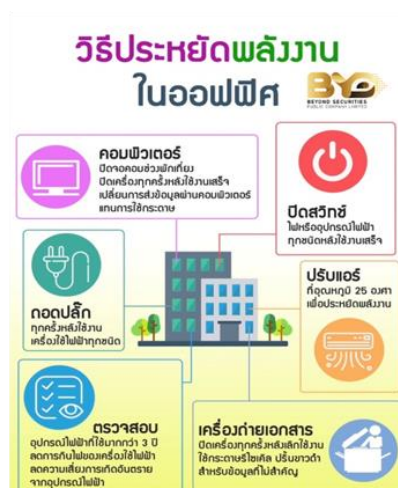 วิธีประหยัดพลังงาน
ในออฟฟิศ
BYD
BEYOND SECURITIES
PUBLIC COMPANY LIMITED
คอมพิวเตอร์
ปิดจอคอมช่วงพักเที่ยง
ปิดเครื่องทุกครั้งหลังใช้งานเสร็จ
เปลี่ยนการส่งข้อมูลผ่านคอมพิวเตอร์
แทนการใช้กระดาษ
ปิดสวิทช์
ไฟหรืออุปกรณ์ไฟฟ้า
ทุกชนิดหลังใช้งานเสร็จ
ถอดปลั๊ก
ทุกครั้งหลังใช้งาน
เครื่องใช้ไฟฟ้าทุกชนิด
ปรับแอร์
ที่อุณหภูมิ 25 องศา
เพื่อประหยัดพลังงาน
ตรวจสอบ
อุปกรณ์ไฟฟ้าที่ใช้มากกว่า 3 ปี
ลดการกินไฟของเครื่องใช้ไฟฟ้า
ลดความเสี่ยงการเกิดอันตราย
จากอุปกรณ์ไฟฟ้า
เครื่องถ่ายเอกสาร
ปิดเครื่องทุกครั้งหลังเลิกใช้งาน
ใช้กระดาษรีไซเคิล ปริ้นขาวดำ
สำหรับข้อมูลที่ไม่สำคัญ